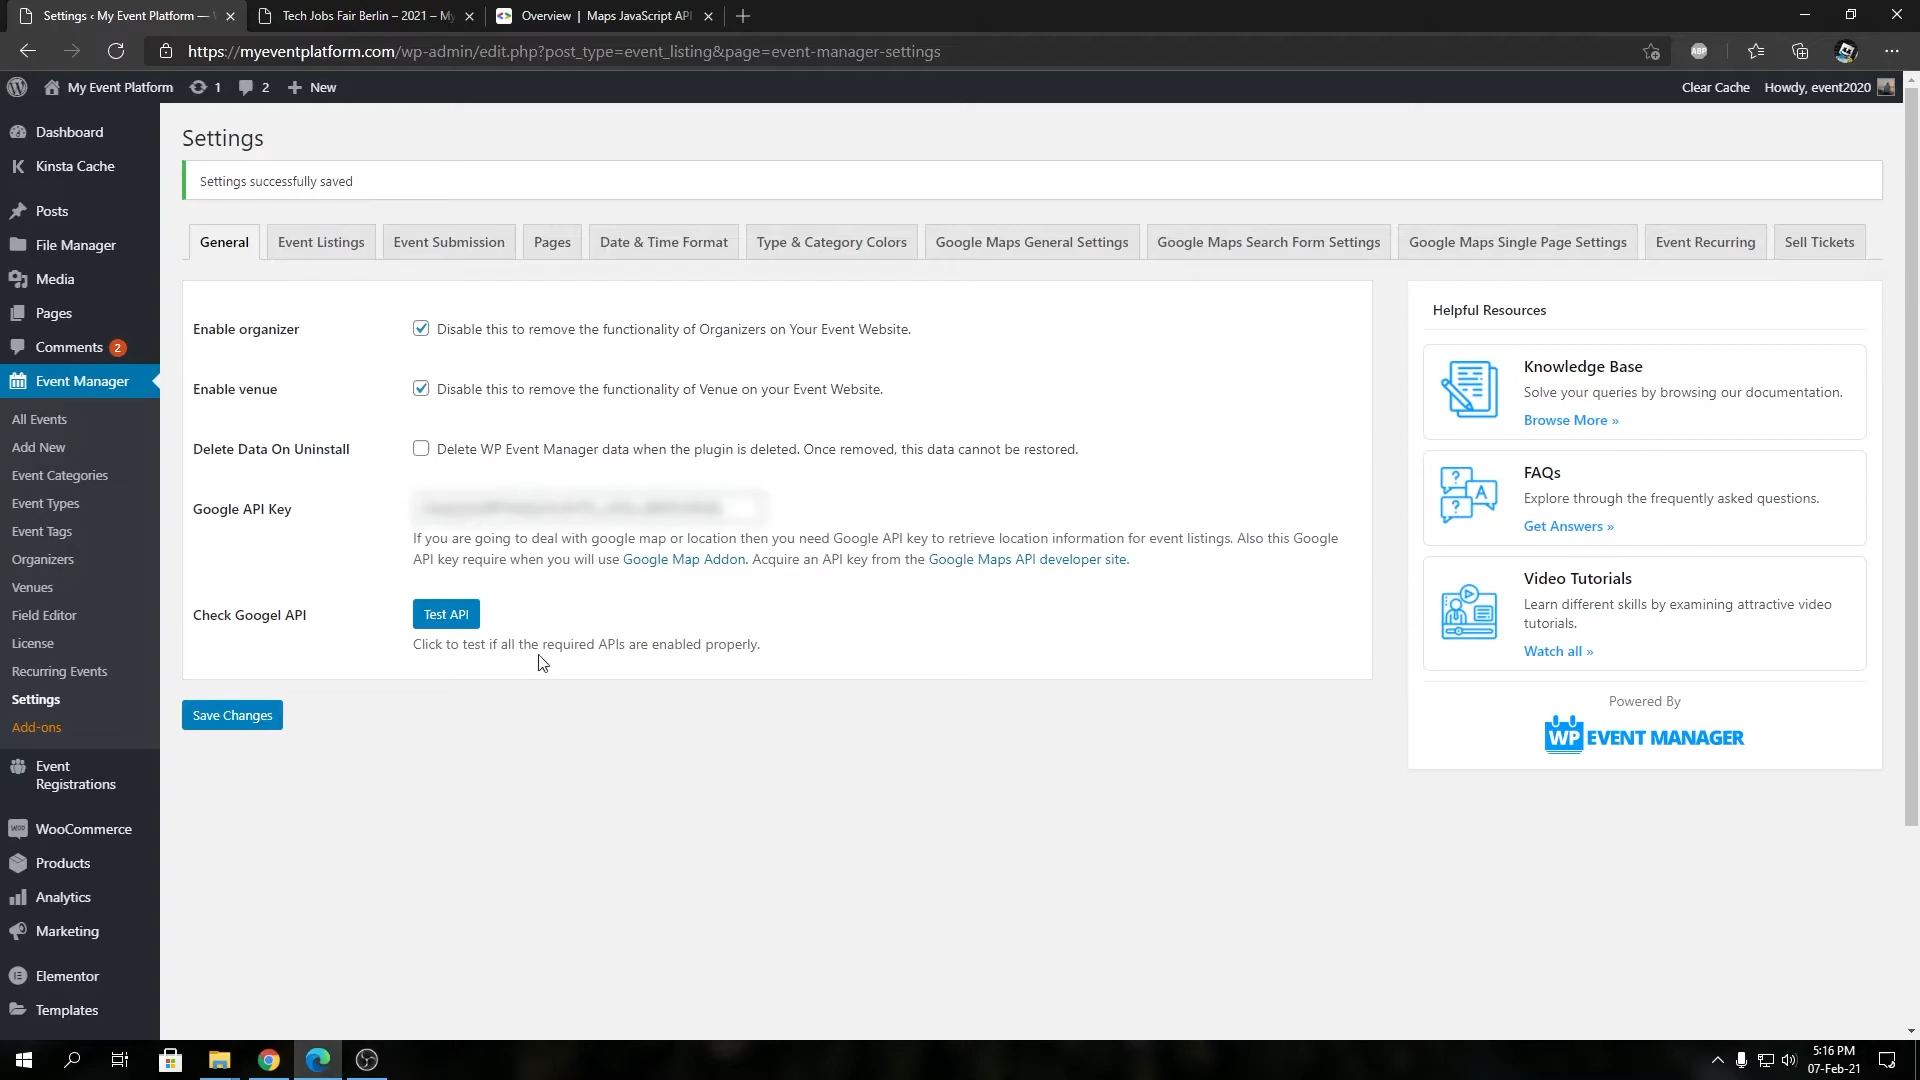 Settings ‹ My Event Platform —
Tech Jobs Fair Berlin – 2021 – My
Overview | Maps JavaScript API
https://myeventplatform.com/wp-admin/edit.php?post_type=event_listing&page=event-manager-settings
ABP
My Event Platform
1
2
New
Clear Cache
Howdy, event2020
Dashboard
Kinsta Cache
Posts
File Manager
Media
Pages
Comments 2
Event Manager
All Events
Add New
Event Categories
Event Types
Event Tags
Organizers
Venues
Field Editor
License
Recurring Events
Settings
Add-ons
Event
Registrations
WooCommerce
Products
Analytics
Marketing
Elementor
Templates
Settings
Settings successfully saved
General
Event Listings
Event Submission
Pages
Date & Time Format
Type & Category Colors
Google Maps General Settings
Google Maps Search Form Settings
Google Maps Single Page Settings
Event Recurring
Sell Tickets
Enable organizer
Disable this to remove the functionality of Organizers on Your Event Website.
Enable venue
Disable this to remove the functionality of Venue on your Event Website.
Delete Data On Uninstall
Delete WP Event Manager data when the plugin is deleted. Once removed, this data cannot be restored.
Google API Key
If you are going to deal with google map or location then you need Google API key to retrieve location information for event listings. Also this Google
API key require when you will use Google Map Addon. Acquire an API key from the Google Maps API developer site.
Check Googel API
Test API
Click to test if all the required APIs are enabled properly.
Save Changes
Helpful Resources
Knowledge Base
Solve your queries by browsing our documentation.
Browse More »
FAQs
Explore through the frequently asked questions.
Get Answers »
Video Tutorials
Learn different skills by examining attractive video
tutorials.
Watch all »
Powered By
WP EVENT MANAGER
5:16 PM
07-Feb-21